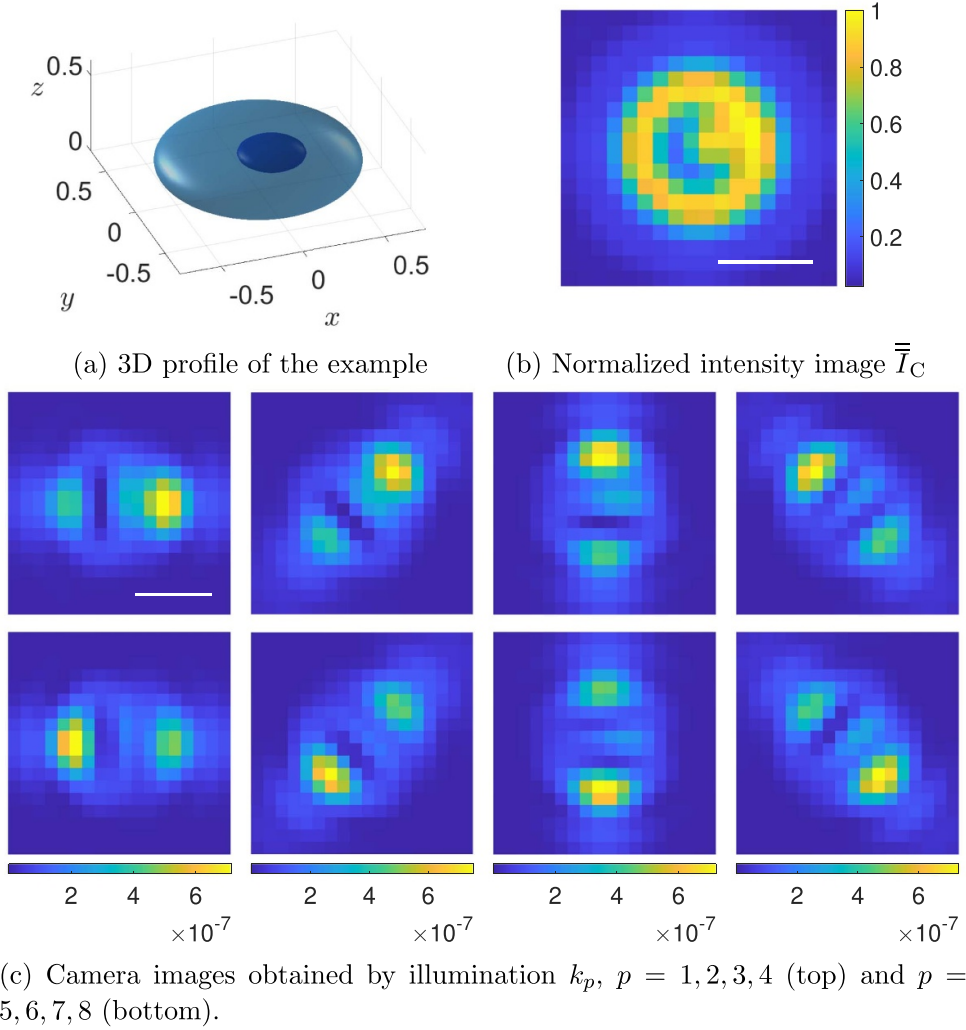 0.5
z
0
0.5
0
-0.5
y
-0.5
0
0.5
x
1
0.8
0.6
0.4
0.2
(a) 3D profile of the example
(b) Normalized intensity image I̿_C
2 4 6
×10^-7
2 4 6
×10^-7
2 4 6
×10^-7
2 4 6
×10^-7
(c) Camera images obtained by illumination k_p, p = 1, 2, 3, 4 (top) and p =
5, 6, 7, 8 (bottom).